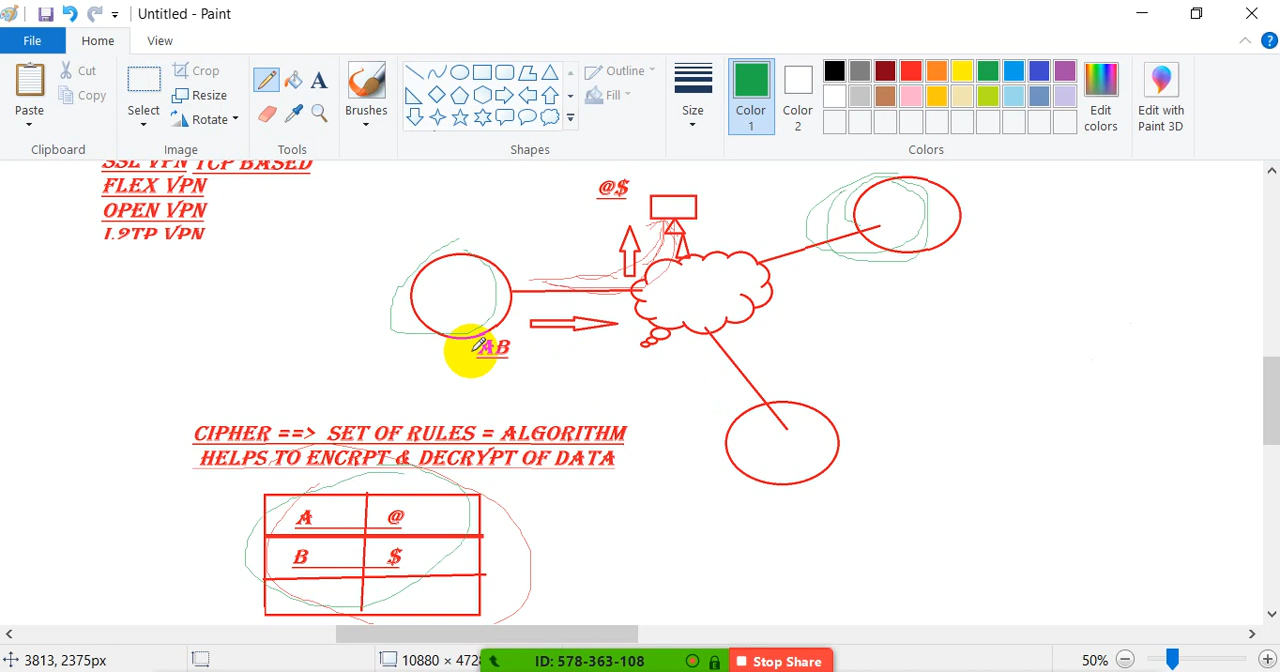 Untitled - Paint
File
Home
View
Paste
Cut
Copy
Clipboard
Select
Crop
Resize
Rotate
Image
A
Tools
Brushes
Shapes
Outline
Fill
Size
Color 1
Color 2
Edit colors
Edit with Paint 3D
Colors
SSL VPN TCP BASED
FLEX VPN
OPEN VPN
L2TP VPN
@$
AB
CIPHER ==> SET OF RULES = ALGORITHM
HELPS TO ENCRPT & DECRYPT OF DATA
A @
B $
3813, 2375px
10880 × 472
ID: 578-363-108
Stop Share
50%